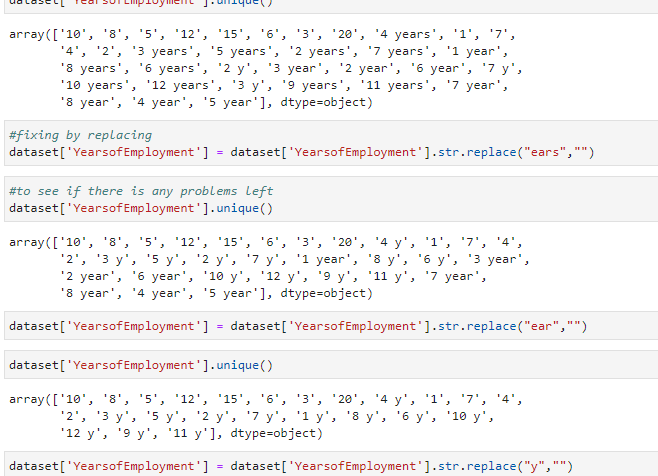 dataset['YearsofEmployment'].unique()
array(['10', '8', '5', '12', '15', '6', '3', '20', '4 years', '1', '7',
'4', '2', '3 years', '5 years', '2 years', '7 years', '1 year',
'8 years', '6 years', '2 y', '3 year', '2 year', '6 year', '7 y',
'10 years', '12 years', '3 y', '9 years', '11 years', '7 year',
'8 year', '4 year', '5 year'], dtype=object)
#fixing by replacing
dataset['YearsofEmployment'] = dataset['YearsofEmployment'].str.replace("ears","")
#to see if there is any problems left
dataset['YearsofEmployment'].unique()
array(['10', '8', '5', '12', '15', '6', '3', '20', '4 y', '1', '7', '4',
'2', '3 y', '5 y', '2 y', '7 y', '1 year', '8 y', '6 y', '3 year',
'2 year', '6 year', '10 y', '12 y', '9 y', '11 y', '7 year',
'8 year', '4 year', '5 year'], dtype=object)
dataset['YearsofEmployment'] = dataset['YearsofEmployment'].str.replace("ear","")
dataset['YearsofEmployment'].unique()
array(['10', '8', '5', '12', '15', '6', '3', '20', '4 y', '1', '7', '4',
'2', '3 y', '5 y', '2 y', '7 y', '1 y', '8 y', '6 y', '10 y',
'12 y', '9 y', '11 y'], dtype=object)
dataset['YearsofEmployment'] = dataset['YearsofEmployment'].str.replace("y","")